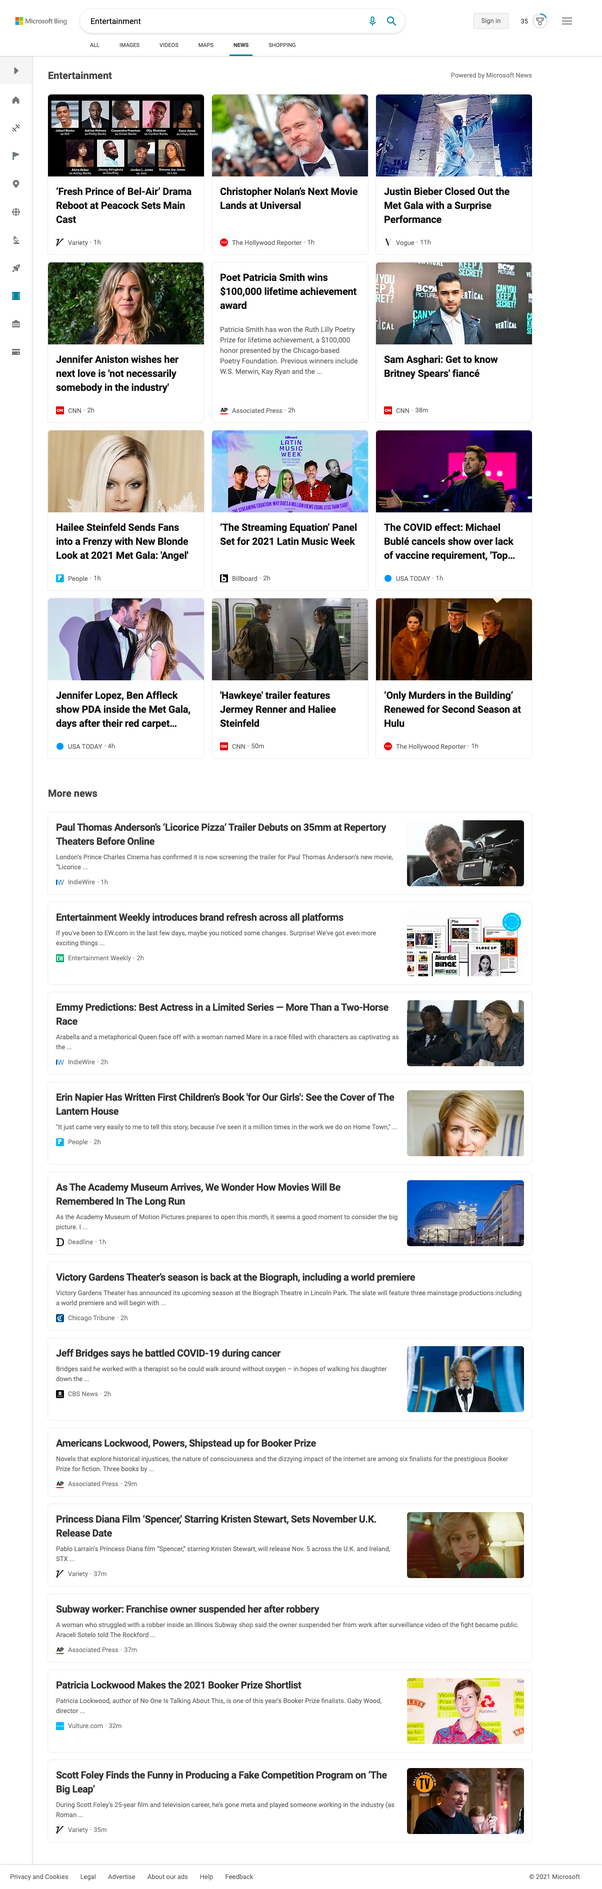 Microsoft Bing
Entertainment
Sign in
35
ALL
IMAGES
VIDEOS
MAPS
NEWS
SHOPPING
Entertainment
Powered by Microsoft News
'Fresh Prince of Bel-Air' Drama
Reboot at Peacock Sets Main
Cast
Variety · 1h
Christopher Nolan's Next Movie
Lands at Universal
The Hollywood Reporter · 1h
Justin Bieber Closed Out the
Met Gala with a Surprise
Performance
Vogue · 11h
Jennifer Aniston wishes her
next love is 'not necessarily
somebody in the industry'
CNN · 2h
Poet Patricia Smith wins
$100,000 lifetime achievement
award
Patricia Smith has won the Ruth Lilly Poetry
Prize for lifetime achievement, a $100,000
honor presented by the Chicago-based
Poetry Foundation. Previous winners include
W.S. Merwin, Kay Ryan and the ...
AP Associated Press · 2h
Sam Asghari: Get to know
Britney Spears' fiancé
CNN · 38m
LATIN
MUSIC
WEEK
Hailee Steinfeld Sends Fans
into a Frenzy with New Blonde
Look at 2021 Met Gala: 'Angel'
People · 1h
'The Streaming Equation' Panel
Set for 2021 Latin Music Week
Billboard · 2h
The COVID effect: Michael
Bublé cancels show over lack
of vaccine requirement, 'Top...
USA TODAY · 1h
Jennifer Lopez, Ben Affleck
show PDA inside the Met Gala,
days after their red carpet...
USA TODAY · 4h
'Hawkeye' trailer features
Jermey Renner and Haliee
Steinfeld
CNN · 50m
'Only Murders in the Building'
Renewed for Second Season at
Hulu
The Hollywood Reporter · 1h
More news
Paul Thomas Anderson's 'Licorice Pizza' Trailer Debuts on 35mm at Repertory
Theaters Before Online
London's Prince Charles Cinema has confirmed it is now screening the trailer for Paul Thomas Anderson's new movie,
"Licorice ...
IndieWire · 1h
Entertainment Weekly introduces brand refresh across all platforms
If you've been to EW.com in the last few days, maybe you noticed some changes. Surprise! We've got even more
exciting things ...
Entertainment Weekly · 2h
Emmy Predictions: Best Actress in a Limited Series — More Than a Two-Horse
Race
Arabella and a metaphorical Queen face off with a woman named Mare in a race filled with characters as captivating as
the ...
IndieWire · 2h
Erin Napier Has Written First Children's Book 'for Our Girls': See the Cover of The
Lantern House
"It just came very easily to me to tell this story, because I've seen it a million times in the work we do on Home Town," ...
People · 2h
As The Academy Museum Arrives, We Wonder How Movies Will Be
Remembered In The Long Run
As the Academy Museum of Motion Pictures prepares to open this month, it seems a good moment to consider the big
picture. I ...
Deadline · 1h
Victory Gardens Theater's season is back at the Biograph, including a world premiere
Victory Gardens Theater has announced its upcoming season at the Biograph Theatre in Lincoln Park. The slate will feature three mainstage productions including
a world premiere and will begin with ...
Chicago Tribune · 2h
Jeff Bridges says he battled COVID-19 during cancer
Bridges said he worked with a therapist so he could walk around without oxygen – in hopes of walking his daughter
down the ...
CBS News · 2h
Americans Lockwood, Powers, Shipstead up for Booker Prize
Novels that explore historical injustices, the nature of consciousness and the dizzying impact of the internet are among six finalists for the prestigious Booker
Prize for fiction. Three books by ...
AP Associated Press · 29m
Princess Diana Film 'Spencer,' Starring Kristen Stewart, Sets November U.K.
Release Date
Pablo Larraín's Princess Diana film "Spencer," starring Kristen Stewart, will release Nov. 5 across the U.K. and Ireland,
STX ...
Variety · 37m
Subway worker: Franchise owner suspended her after robbery
A woman who struggled with a robber inside an Illinois Subway shop said the owner suspended her from work after surveillance video of the fight became public.
Araceli Sotelo told The Rockford ...
AP Associated Press · 37m
Patricia Lockwood Makes the 2021 Booker Prize Shortlist
Patricia Lockwood, author of No One Is Talking About This, is one of this year's Booker Prize finalists. Gaby Wood,
director ...
Vulture.com · 32m
Scott Foley Finds the Funny in Producing a Fake Competition Program on 'The
Big Leap'
During Scott Foley's 25-year film and television career, he's gone meta and played someone working in the industry (as
Roman ...
Variety · 35m
Privacy and Cookies
Legal
Advertise
About our ads
Help
Feedback
© 2021 Microsoft